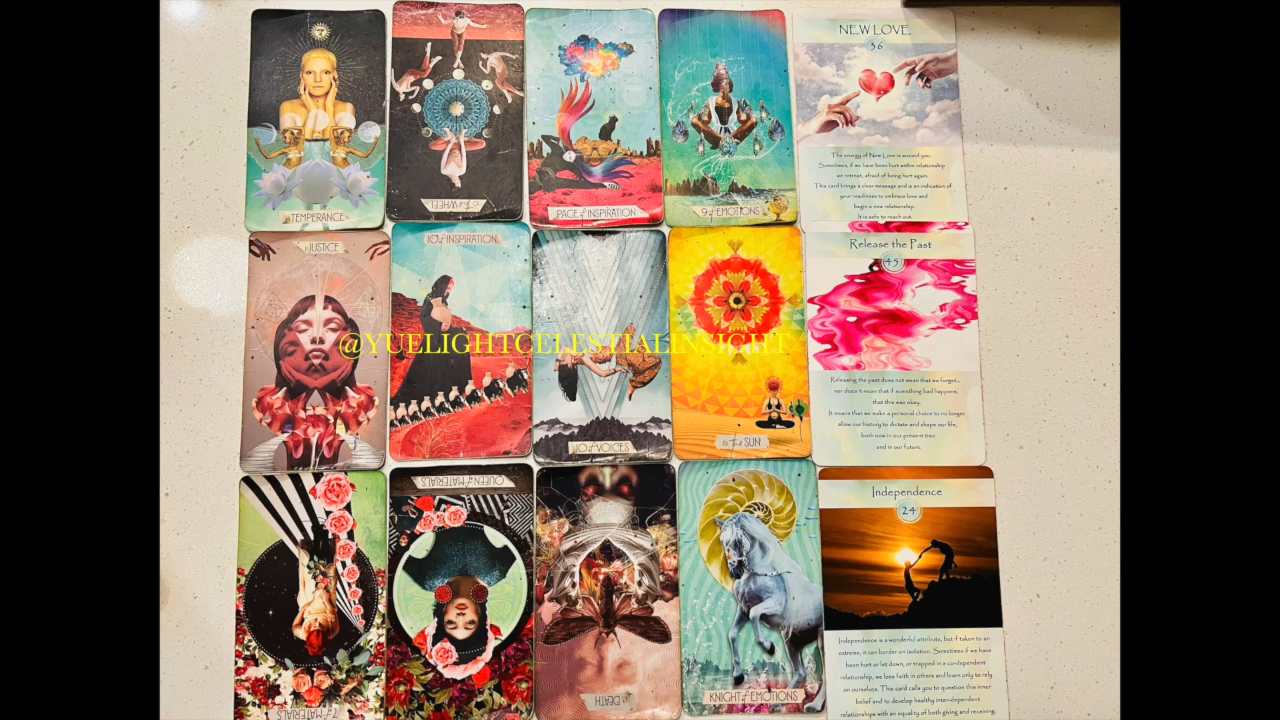 14 TEMPERANCE
10 The WHEEL
PAGE of INSPIRATION
9 of EMOTIONS
NEW LOVE
36
The energy of New Love is around you.
Sometimes, if we have been hurt within relationship
we retreat, afraid of being hurt again.
This card brings a clear message and is an indication of
your readiness to embrace love and
begin a new relationship.
It is safe to reach out.
11 JUSTICE
10 of INSPIRATION
10 of VOICES
19 The SUN
Release the Past
45
Releasing the past does not mean that we forget...
nor does it mean that if something bad happens,
that this was okay.
It means that we make a personal choice to no longer
allow our history to dictate and shape our life,
both now in our present time
and in our future.
@YUELIGHTCELESTIALINSIGHT
7 of MATERIALS
QUEEN of MATERIALS
13 DEATH
KNIGHT of EMOTIONS
Independence
24
Independence is a wonderful attribute, but if taken to an
extreme, it can border on isolation. Sometimes if we have
been hurt or let down, or trapped in a co-dependent
relationship, we lose faith in others and learn only to rely
on ourselves. This card calls you to question this inner
belief and to develop healthy inter-dependent
relationships with an equality of both giving and receiving.